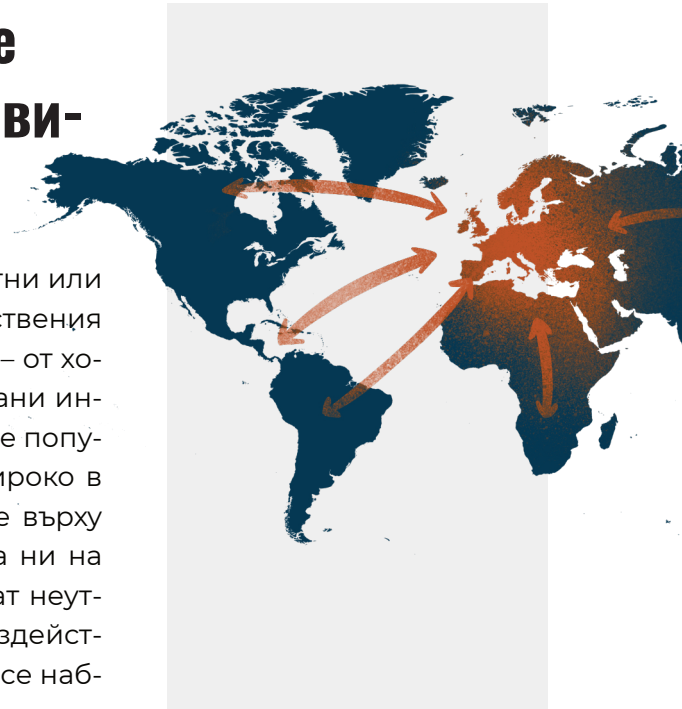 е
ви-
тни или
ствения
– от хо-
ани ин-
е попу-
ироко в
е върху
а ни на
ат неут-
здейст-
се наб-